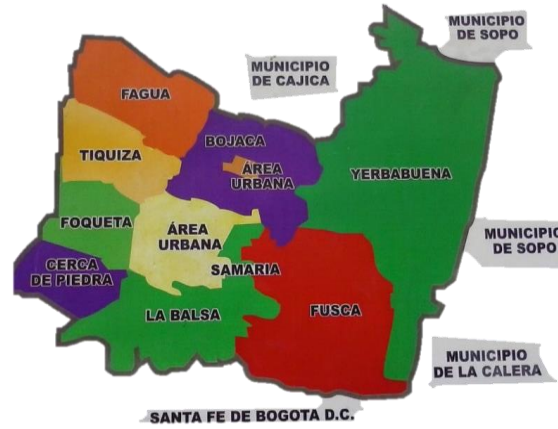 MUNICIPIO
DE SOPO
MUNICIPIO
DE CAJICA
FAGUA
BOJACA
TIQUIZA
ÁREA
URBANA
YERBABUENA
FOQUETA
ÁREA
URBANA
MUNICIPIO
DE SOPO
CERCA
DE PIEDRA
SAMARIA
LA BALSA
FUSCA
MUNICIPIO
DE LA CALERA
SANTA FE DE BOGOTA D.C.